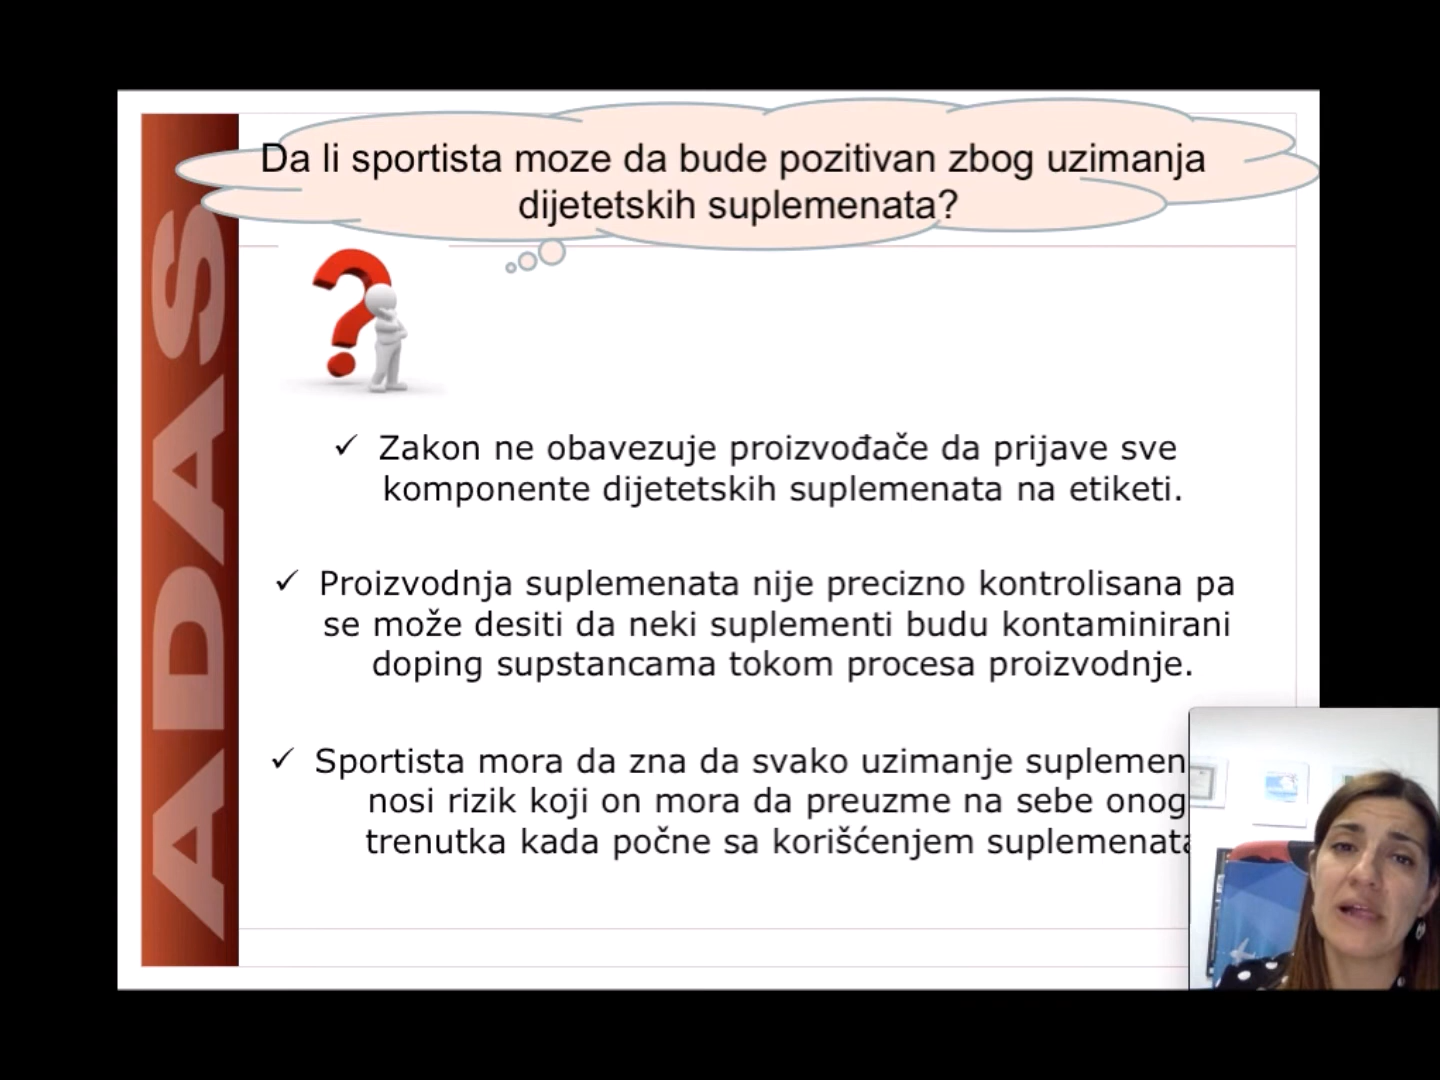 Da li sportista moze da bude pozitivan zbog uzimanja
dijetetskih suplemenata?
ADAS
✓ Zakon ne obavezuje proizvođače da prijave sve
komponente dijetetskih suplemenata na etiketi.
✓ Proizvodnja suplemenata nije precizno kontrolisana pa
se može desiti da neki suplementi budu kontaminirani
doping supstancama tokom procesa proizvodnje.
✓ Sportista mora da zna da svako uzimanje suplemen
nosi rizik koji on mora da preuzme na sebe onog
trenutka kada počne sa korišćenjem suplemenata